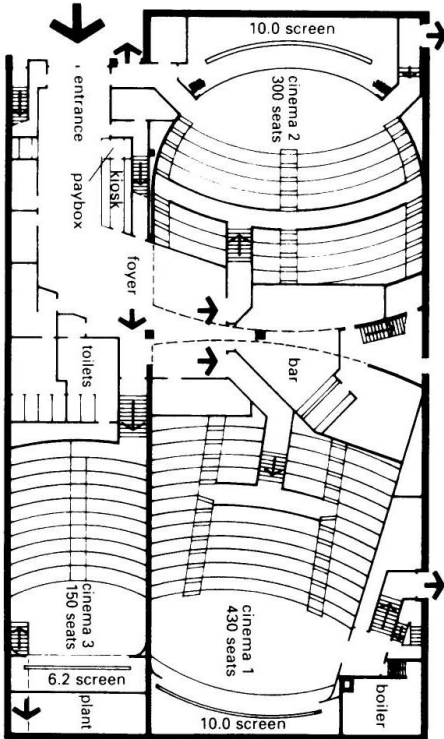 10.0 screen
cinema 2
300 seats
entrance
paybox
kiosk
foyer
bar
toilets
cinema 3
150 seats
cinema 1
430 seats
6.2 screen
plant
10.0 screen
boiler